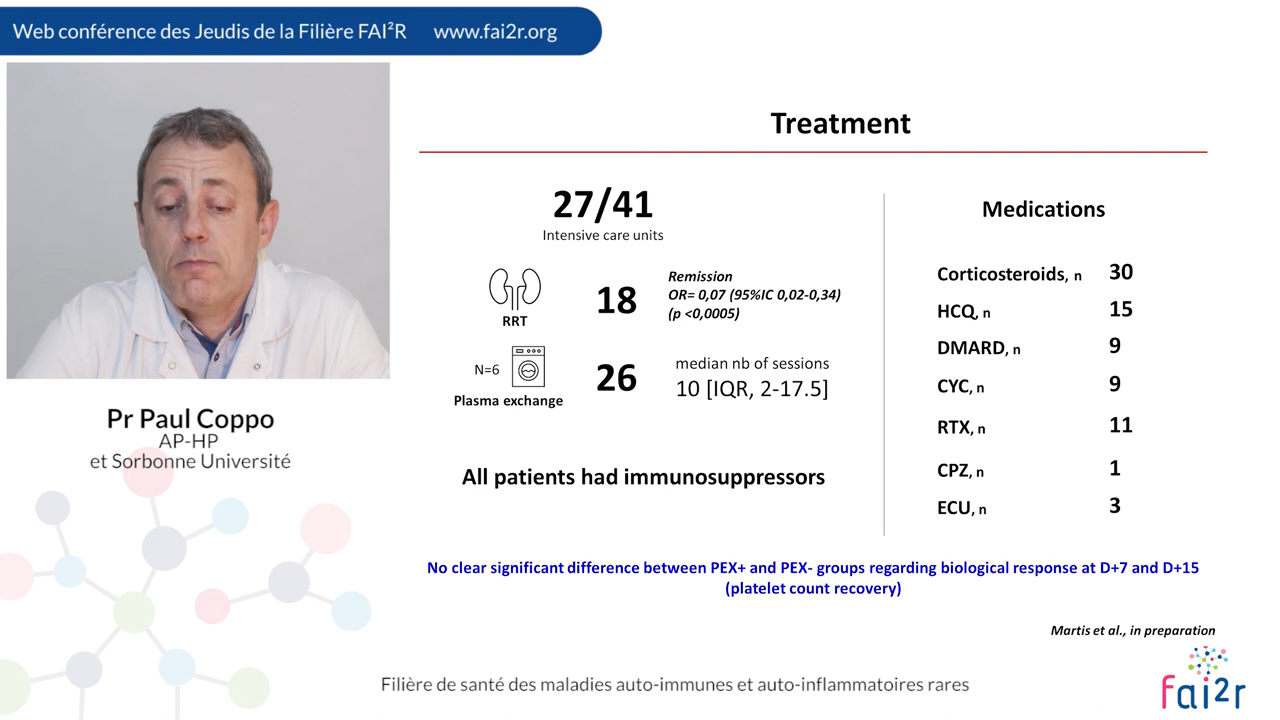 Web conférence des Jeudis de la Filière FAI²R www.fai2r.org
Pr Paul Coppo
AP-HP
et Sorbonne Université
Treatment
27/41
Intensive care units
RRT
18
Remission
OR= 0,07 (95%IC 0,02-0,34)
(p <0,0005)
N=6
Plasma exchange
26
median nb of sessions
10 [IQR, 2-17.5]
All patients had immunosuppressors
Medications
Corticosteroids, n 30
HCQ, n 15
DMARD, n 9
CYC, n 9
RTX, n 11
CPZ, n 1
ECU, n 3
No clear significant difference between PEX+ and PEX- groups regarding biological response at D+7 and D+15
(platelet count recovery)
Martis et al., in preparation
Filière de santé des maladies auto-immunes et auto-inflammatoires rares
fai2r